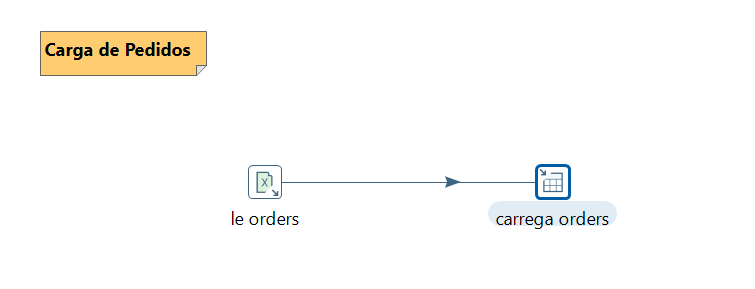 Carga de Pedidos
le orders
carrega orders